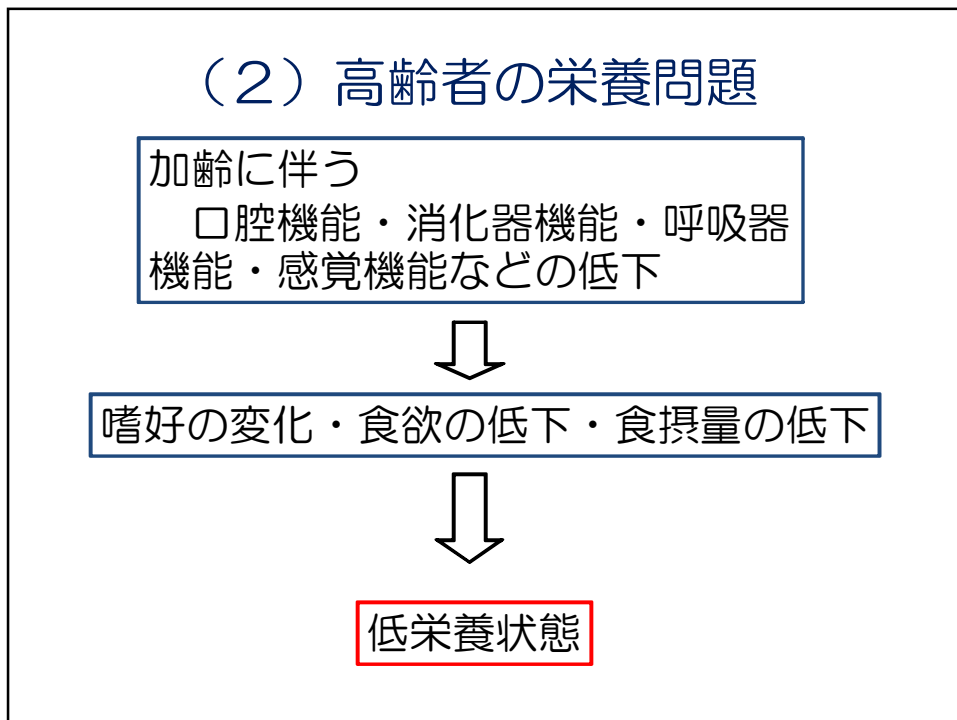 （２）高齢者の栄養問題
加齢に伴う
　口腔機能・消化器機能・呼吸器
機能・感覚機能などの低下
嗜好の変化・食欲の低下・食摂量の低下
低栄養状態